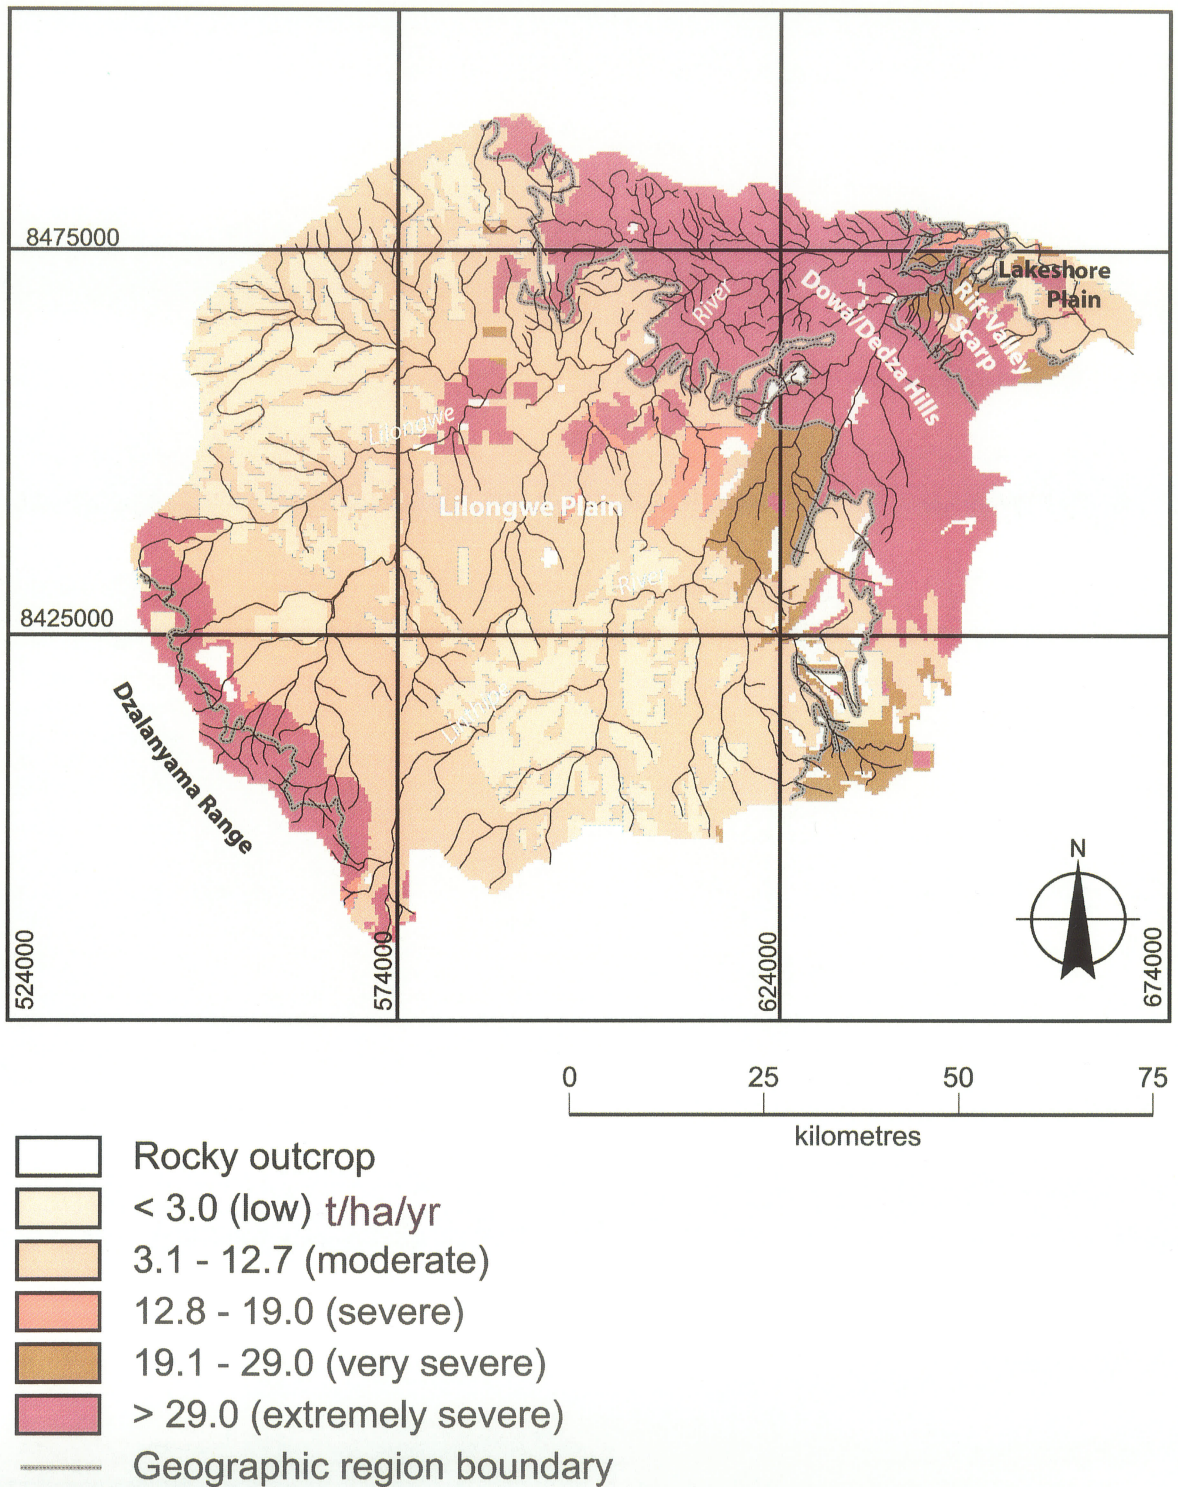 8475000
Lakeshore
Plain
River
Dowa/Dedza Hills
Rift Valley
Scarp
Lilongwe
Lilongwe Plain
River
8425000
Linthipe
Dzalanyama Range
N
524000
574000
624000
674000
0 25 50 75
kilometres
Rocky outcrop
< 3.0 (low) t/ha/yr
3.1 - 12.7 (moderate)
12.8 - 19.0 (severe)
19.1 - 29.0 (very severe)
> 29.0 (extremely severe)
Geographic region boundary